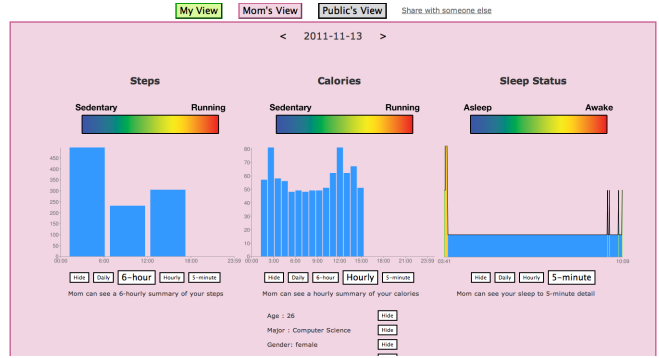 My View Mom's View Public's View Share with someone else
< 2011-11-13 >
Steps Calories Sleep Status
Sedentary Running Sedentary Running Asleep Awake
450
400
350
300
250
200
150
100
50
0
00:00 6:00 12:00 18:00 23:59
80
70
60
50
40
30
20
10
0
00:00 3:00 6:00 9:00 12:00 15:00 18:00 21:00 23:59
10:08
Hide Daily 6-hour Hourly 5-minute
Hide Daily 6-hour Hourly 5-minute
Hide Daily Hourly 5-minute
Mom can see a 6-hourly summary of your steps
Mom can see a hourly summary of your calories
Mom can see your sleep to 5-minute detail
Age : 26 Hide
Major : Computer Science Hide
Gender: female Hide